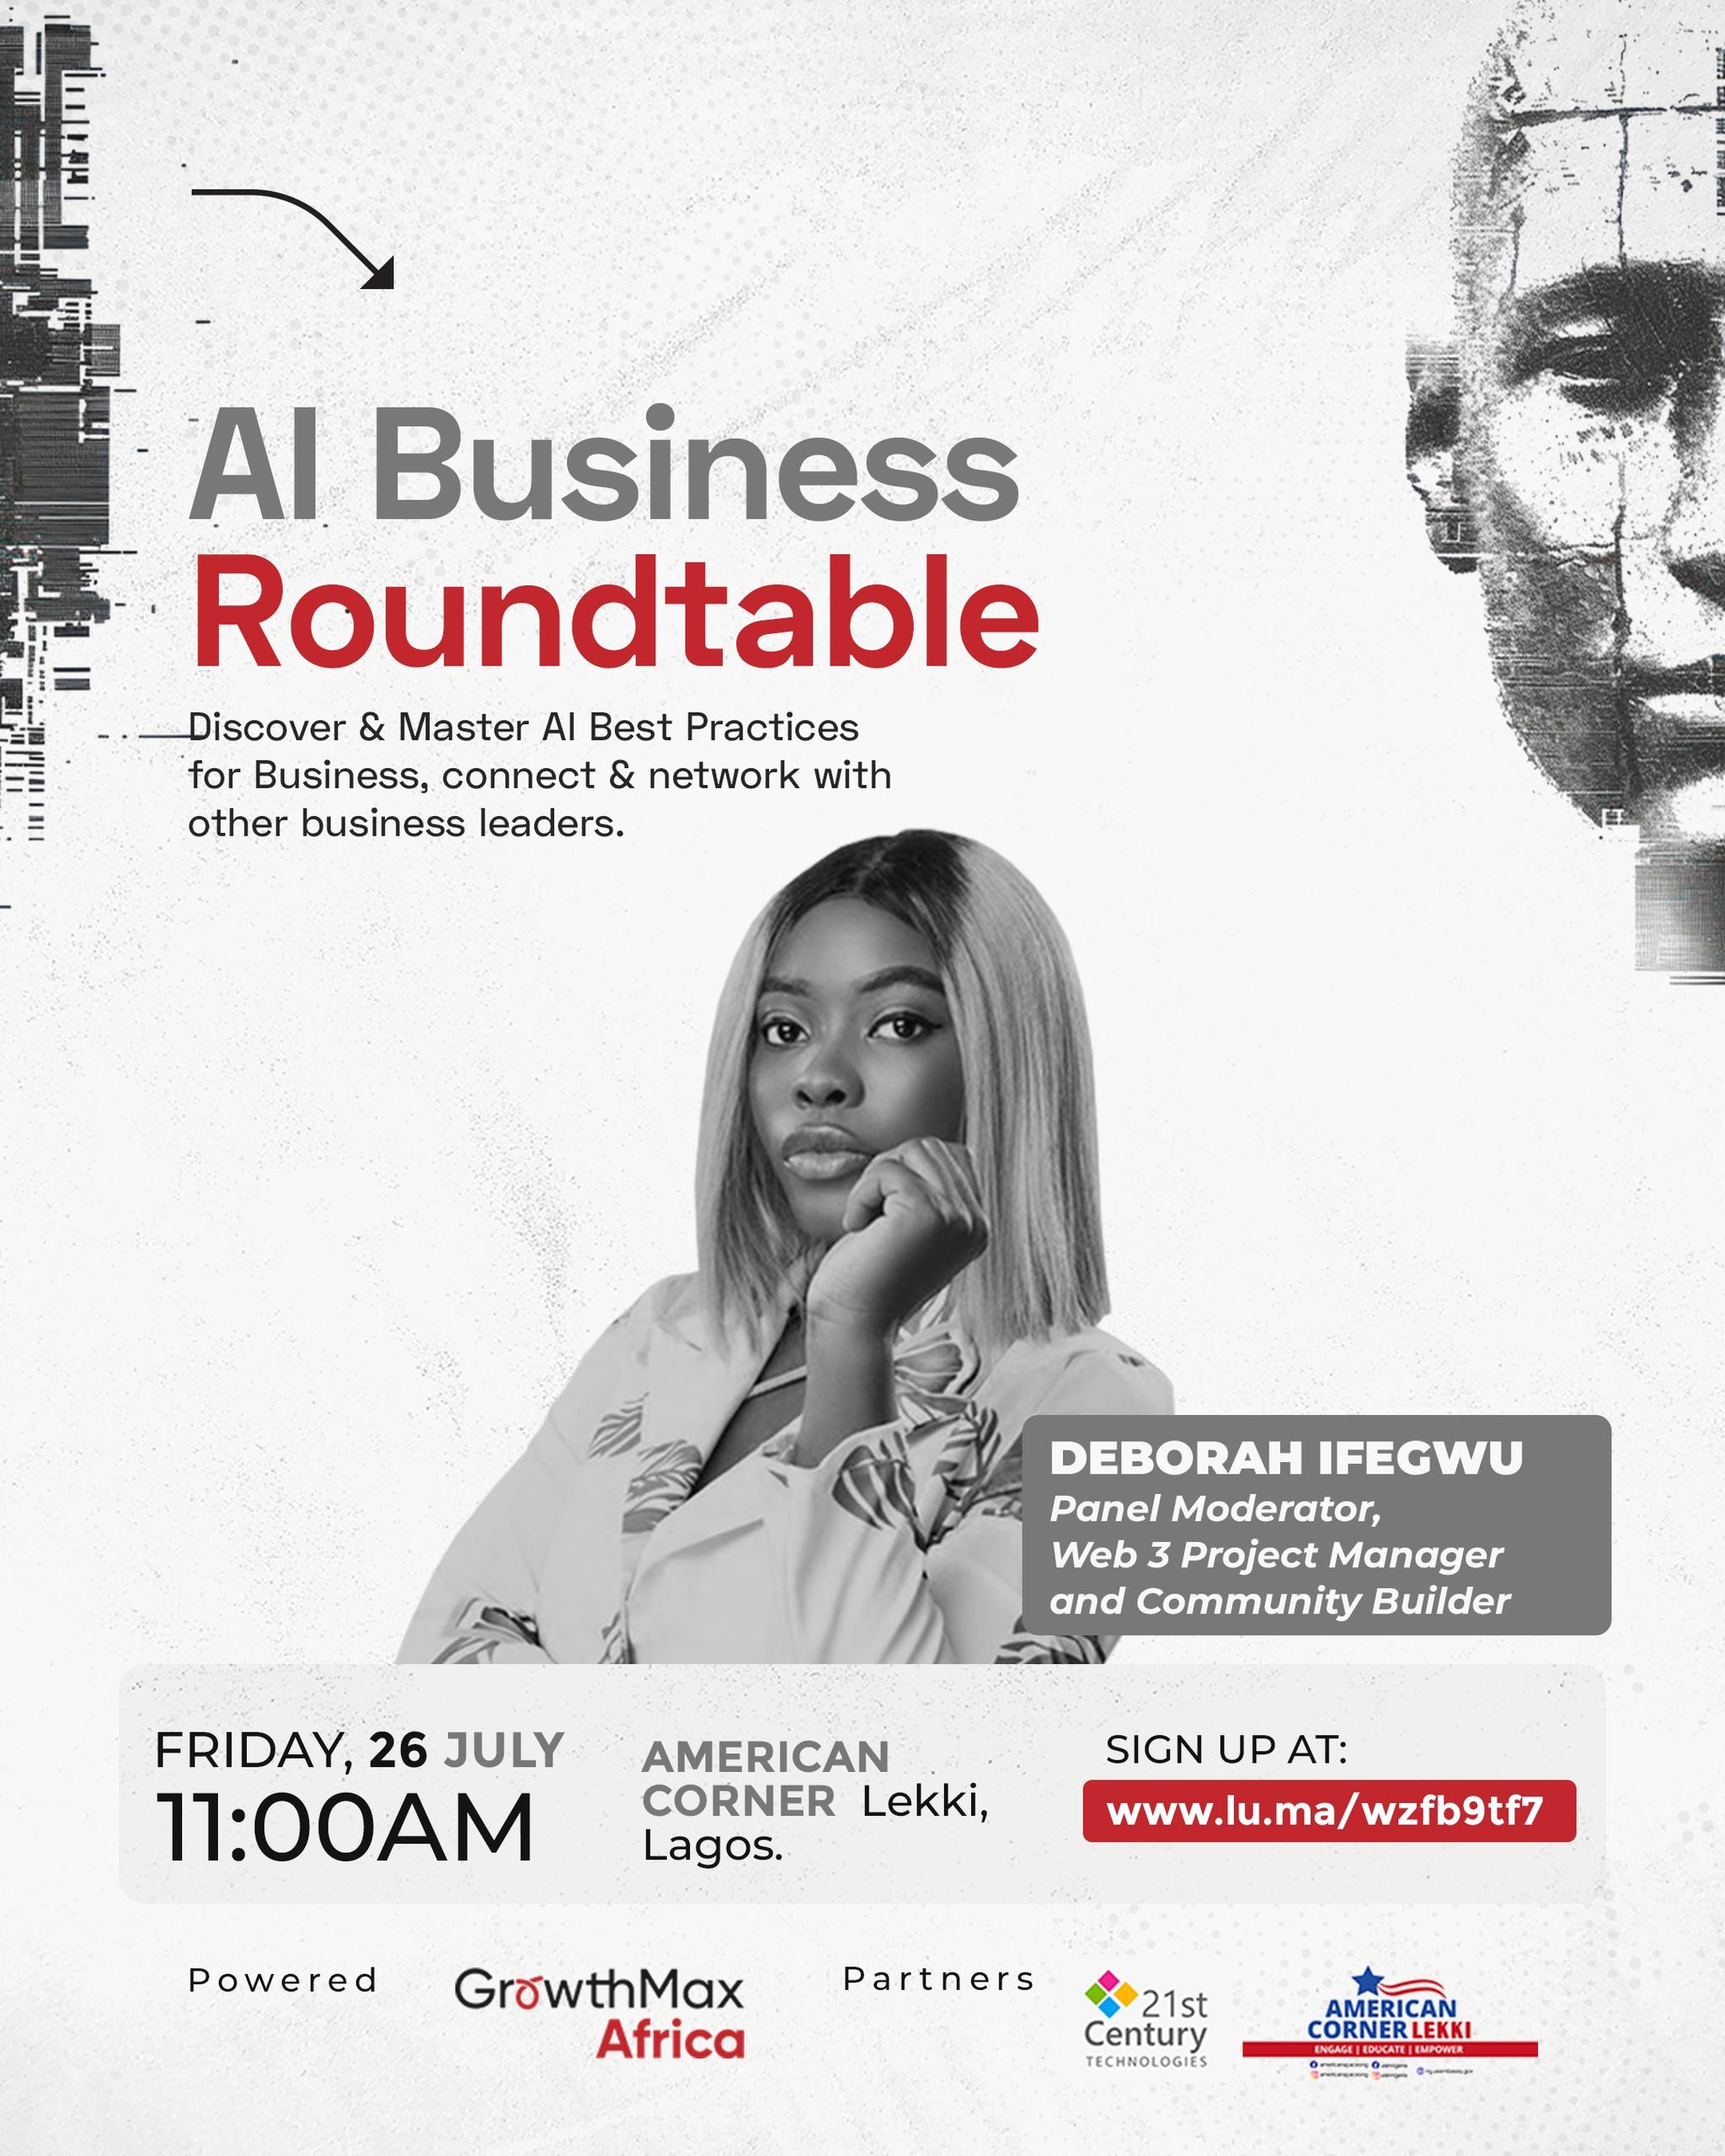 AI Business
Roundtable
Discover & Master AI Best Practices
for Business, connect & network with
other business leaders.
DEBORAH IFEGWU
Panel Moderator,
Web 3 Project Manager
and Community Builder
FRIDAY, 26 JULY
11:00AM
AMERICAN
CORNER Lekki,
Lagos.
SIGN UP AT:
www.lu.ma/wzfb9tf7
Powered
GrowthMax
Africa
Partners
21st
Century
TECHNOLOGIES
AMERICAN
CORNER LEKKI
ENGAGE | EDUCATE | EMPOWER